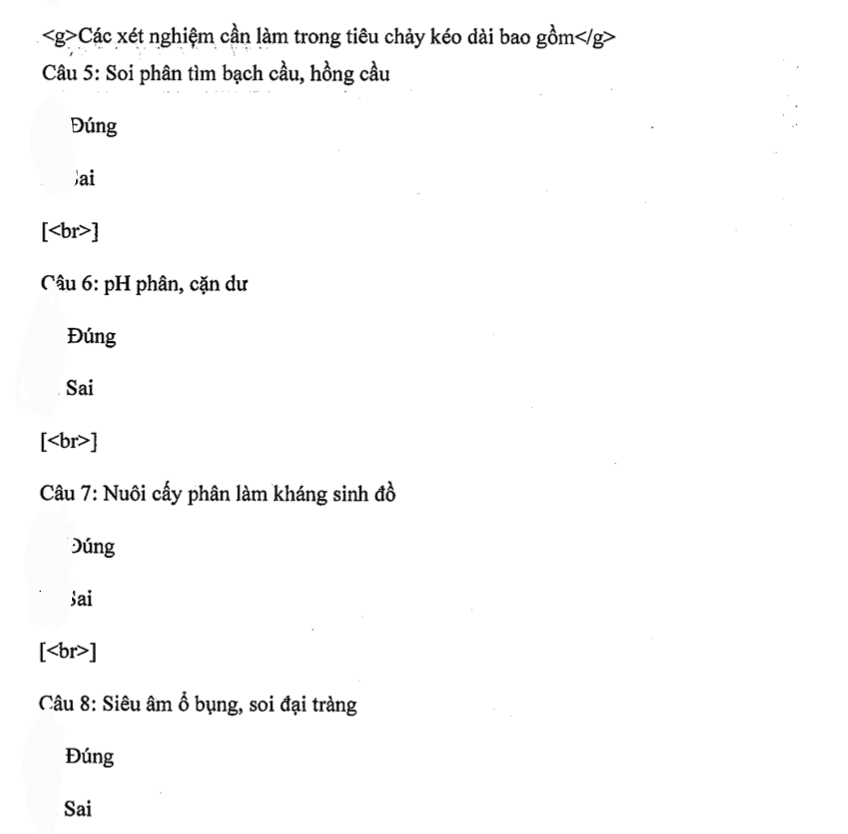 <g>Các xét nghiệm cần làm trong tiêu chảy kéo dài bao gồm</g>
Câu 5: Soi phân tìm bạch cầu, hồng cầu
Đúng
Sai
[<br>]
Câu 6: pH phân, cặn dư
Đúng
Sai
[<br>]
Câu 7: Nuôi cấy phân làm kháng sinh đồ
Đúng
Sai
[<br>]
Câu 8: Siêu âm ổ bụng, soi đại tràng
Đúng
Sai